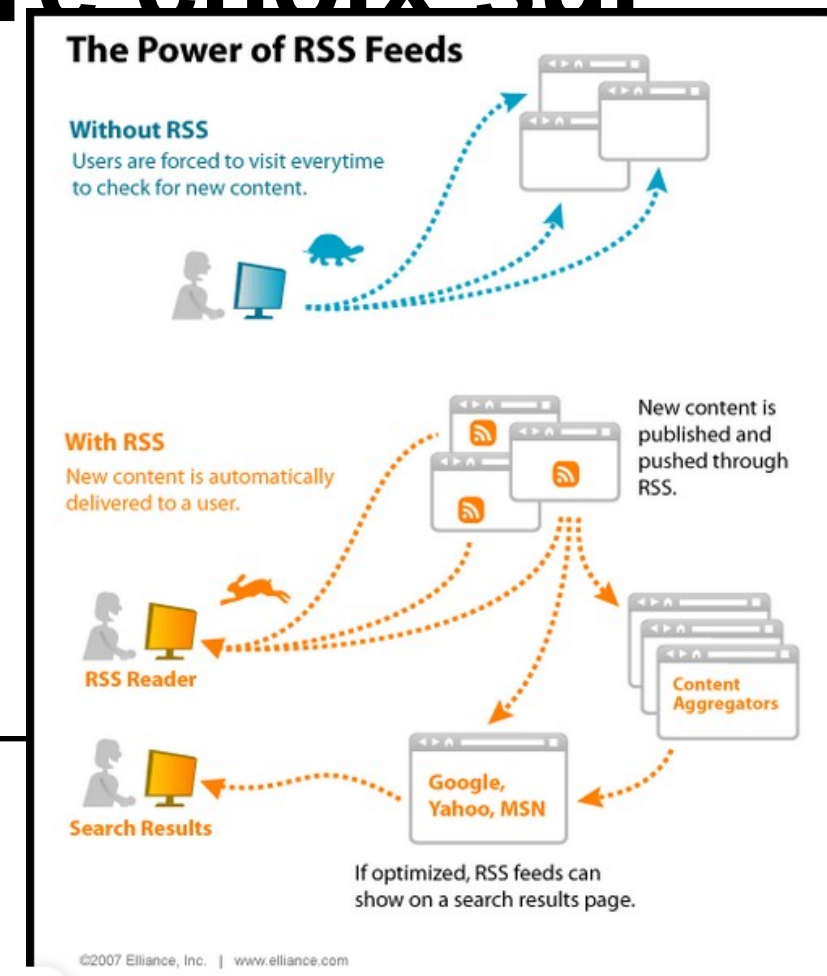 The Power of RSS Feeds
Without RSS
Users are forced to visit everytime
to check for new content.
With RSS
New content is automatically
delivered to a user.
New content is
published and
pushed through
RSS.
RSS Reader
Content
Aggregators
Google,
Yahoo, MSN
Search Results
If optimized, RSS feeds can
show on a search results page.
©2007 Elliance, Inc. | www.elliance.com